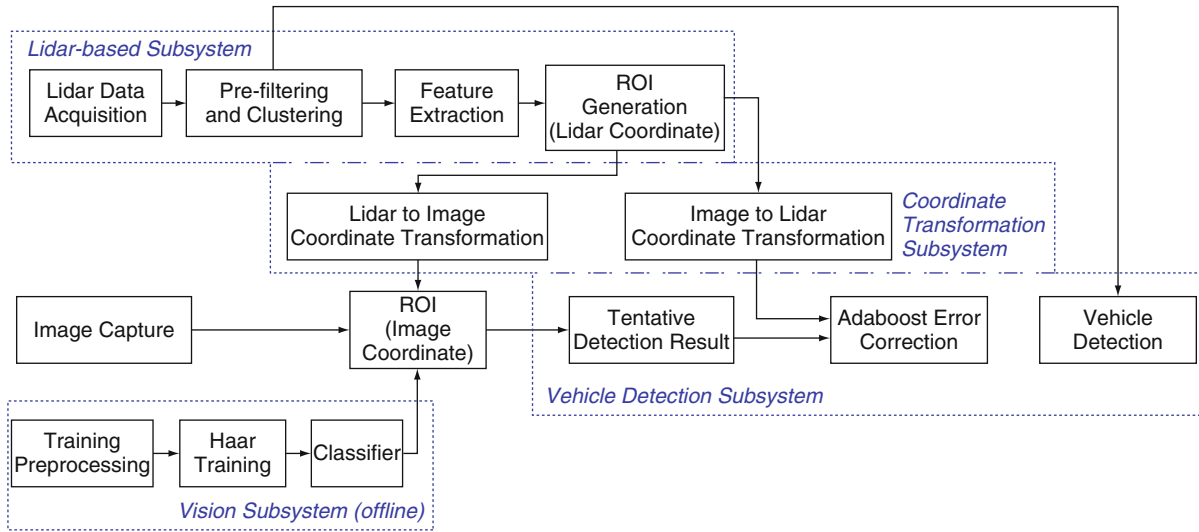 Lidar-based Subsystem
Lidar Data
Acquisition
Pre-filtering
and Clustering
Feature
Extraction
ROI
Generation
(Lidar Coordinate)
Lidar to Image
Coordinate Transformation
Image to Lidar
Coordinate Transformation
Coordinate
Transformation
Subsystem
Image Capture
ROI
(Image
Coordinate)
Tentative
Detection Result
Adaboost Error
Correction
Vehicle
Detection
Vehicle Detection Subsystem
Training
Preprocessing
Haar
Training
Classifier
Vision Subsystem (offline)